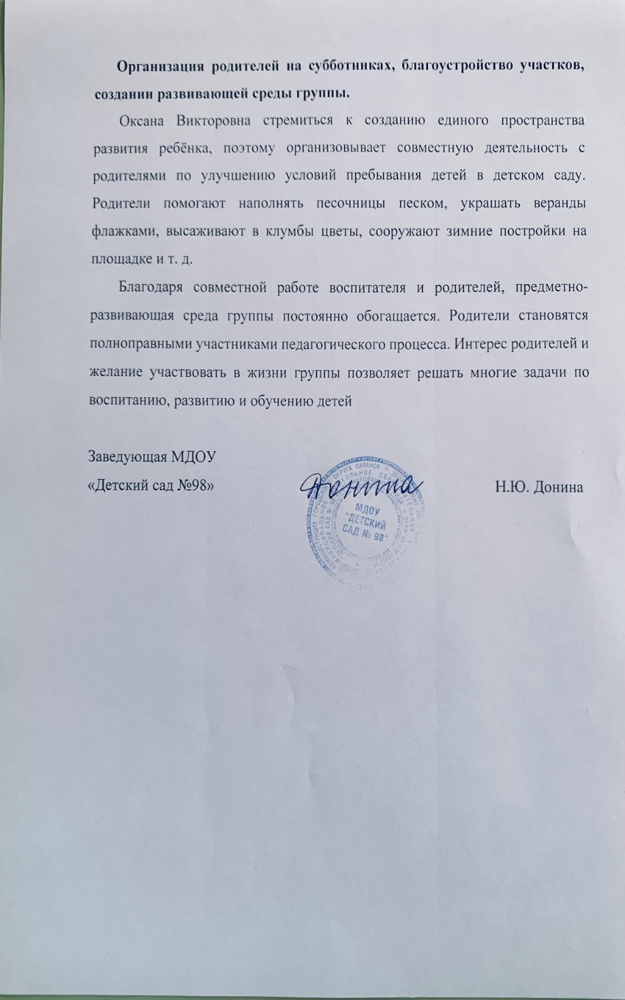 Организация родителей на субботниках, благоустройство участков,
создании развивающей среды группы.
Оксана Викторовна стремиться к созданию единого пространства
развития ребёнка, поэтому организовывает совместную деятельность с
родителями по улучшению условий пребывания детей в детском саду.
Родители помогают наполнять песочницы песком, украшать веранды
флажками, высаживают в клумбы цветы, сооружают зимние постройки на
площадке и т. д.
Благодаря совместной работе воспитателя и родителей, предметно-
развивающая среда группы постоянно обогащается. Родители становятся
полноправными участниками педагогического процесса. Интерес родителей и
желание участвовать в жизни группы позволяет решать многие задачи по
воспитанию, развитию и обучению детей
Заведующая МДОУ
«Детский сад №98»
Донина
Н.Ю. Донина
ОКРУГА САРАНСК
МДОУ
"ДЕТСКИЙ
САД № 98"